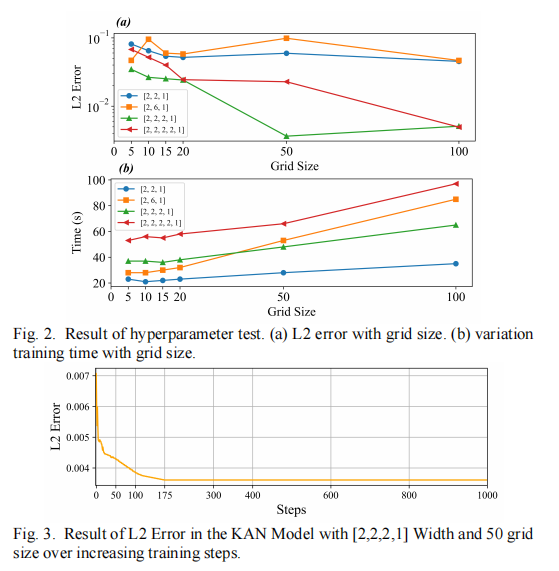 (a)
10⁻¹
10⁻²
L2 Error
[2, 2, 1]
[2, 6, 1]
[2, 2, 2, 1]
[2, 2, 2, 2, 1]
0 5 10 15 20 50 100
Grid Size
(b)
100
80
60
40
20
Time (s)
[2, 2, 1]
[2, 6, 1]
[2, 2, 2, 1]
[2, 2, 2, 2, 1]
0 5 10 15 20 50 100
Grid Size
Fig. 2. Result of hyperparameter test. (a) L2 error with grid size. (b) variation
training time with grid size.
0.007
0.006
0.005
0.004
L2 Error
0 50 100 175 300 400 600 800 1000
Steps
Fig. 3. Result of L2 Error in the KAN Model with [2,2,2,1] Width and 50 grid
size over increasing training steps.